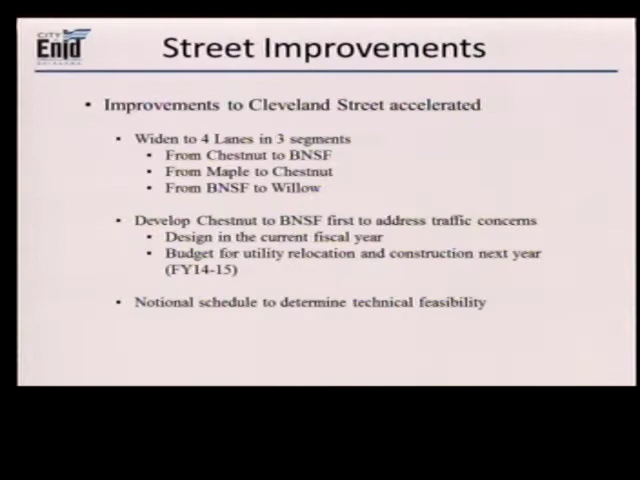 CITY
Enid
Street Improvements
• Improvements to Cleveland Street accelerated
• Widen to 4 Lanes in 3 segments
• From Chestnut to BNSF
• From Maple to Chestnut
• From BNSF to Willow
• Develop Chestnut to BNSF first to address traffic concerns
• Design in the current fiscal year
• Budget for utility relocation and construction next year
(FY14-15)
• Notional schedule to determine technical feasibility